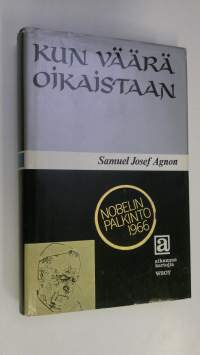 KUN VÄÄRÄ
OIKAISTAAN
Samuel Josef Agnon
NOBELIN
PALKINTO
1966
a
aikamme
kertojia
WSOY